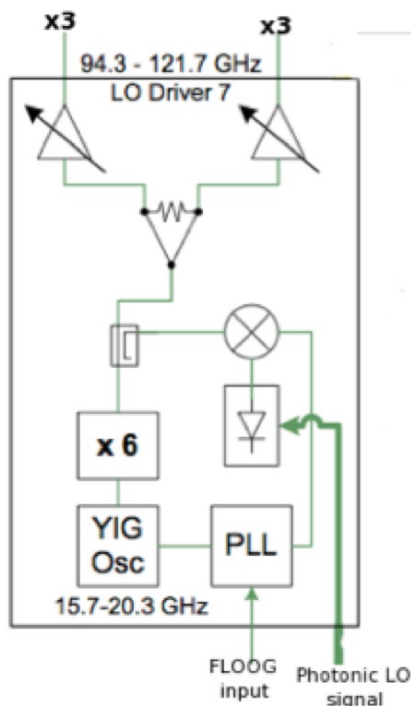 x3 x3
94.3 - 121.7 GHz
LO Driver 7
x 6
YIG
Osc
PLL
15.7-20.3 GHz
FLOOG
input
Photonic LO
signal